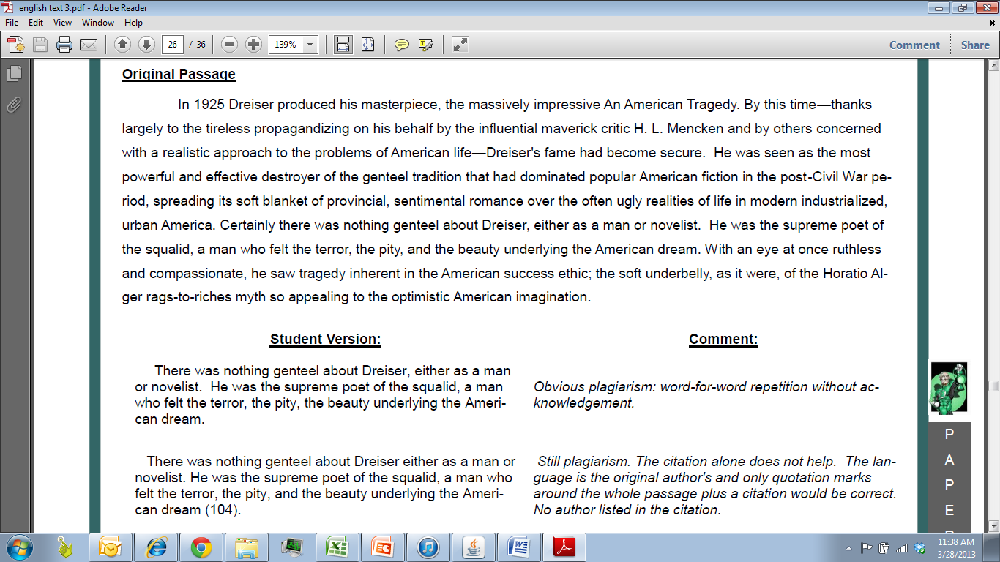 english text 3.pdf - Adobe Reader
File Edit View Window Help
26 / 36 139% Comment Share
Original Passage
In 1925 Dreiser produced his masterpiece, the massively impressive An American Tragedy. By this time—thanks
largely to the tireless propagandizing on his behalf by the influential maverick critic H. L. Mencken and by others concerned
with a realistic approach to the problems of American life—Dreiser's fame had become secure.  He was seen as the most
powerful and effective destroyer of the genteel tradition that had dominated popular American fiction in the post-Civil War pe-
riod, spreading its soft blanket of provincial, sentimental romance over the often ugly realities of life in modern industrialized,
urban America. Certainly there was nothing genteel about Dreiser, either as a man or novelist.  He was the supreme poet of
the squalid, a man who felt the terror, the pity, and the beauty underlying the American dream. With an eye at once ruthless
and compassionate, he saw tragedy inherent in the American success ethic; the soft underbelly, as it were, of the Horatio Al-
ger rags-to-riches myth so appealing to the optimistic American imagination.
Student Version:
There was nothing genteel about Dreiser, either as a man
or novelist.  He was the supreme poet of the squalid, a man
who felt the terror, the pity, the beauty underlying the Ameri-
can dream.
Comment:
Obvious plagiarism: word-for-word repetition without ac-
knowledgement.
There was nothing genteel about Dreiser either as a man or
novelist. He was the supreme poet of the squalid, a man who
felt the terror, the pity, and the beauty underlying the Ameri-
can dream (104).
Still plagiarism. The citation alone does not help.  The lan-
guage is the original author's and only quotation marks
around the whole passage plus a citation would be correct.
No author listed in the citation.
P
A
P
E
11:38 AM
3/28/2013